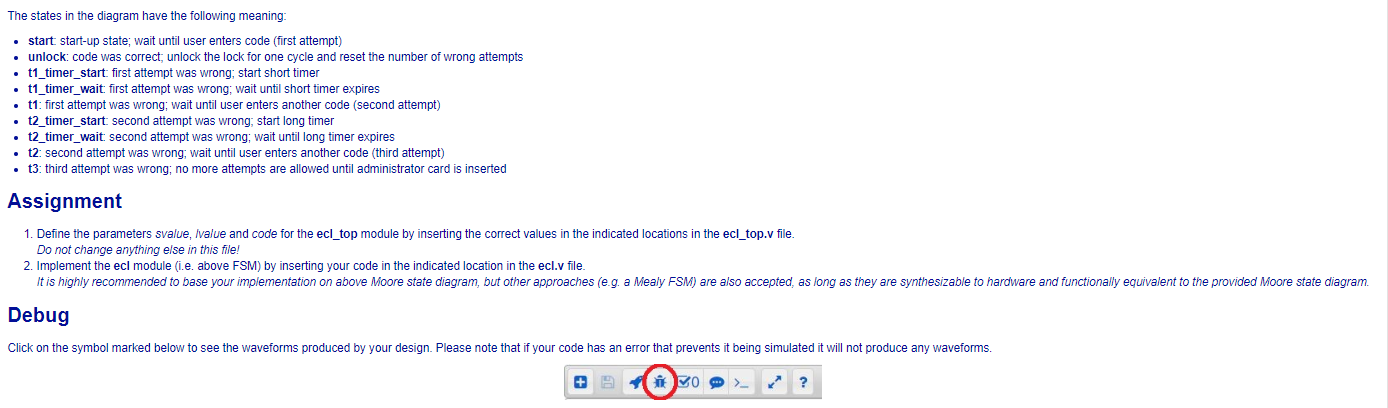 The states in the diagram have the following meaning:
• start: start-up state; wait until user enters code (first attempt)
• unlock: code was correct; unlock the lock for one cycle and reset the number of wrong attempts
• t1_timer_start: first attempt was wrong; start short timer
• t1_timer_wait: first attempt was wrong; wait until short timer expires
• t1: first attempt was wrong; wait until user enters another code (second attempt)
• t2_timer_start: second attempt was wrong; start long timer
• t2_timer_wait: second attempt was wrong; wait until long timer expires
• t2: second attempt was wrong; wait until user enters another code (third attempt)
• t3: third attempt was wrong; no more attempts are allowed until administrator card is inserted
Assignment
1. Define the parameters svalue, lvalue and code for the ecl_top module by inserting the correct values in the indicated locations in the ecl_top.v file.
Do not change anything else in this file!
2. Implement the ecl module (i.e. above FSM) by inserting your code in the indicated location in the ecl.v file.
It is highly recommended to base your implementation on above Moore state diagram, but other approaches (e.g. a Mealy FSM) are also accepted, as long as they are synthesizable to hardware and functionally equivalent to the provided Moore state diagram.
Debug
Click on the symbol marked below to see the waveforms produced by your design. Please note that if your code has an error that prevents it being simulated it will not produce any waveforms.
0 >_ ?